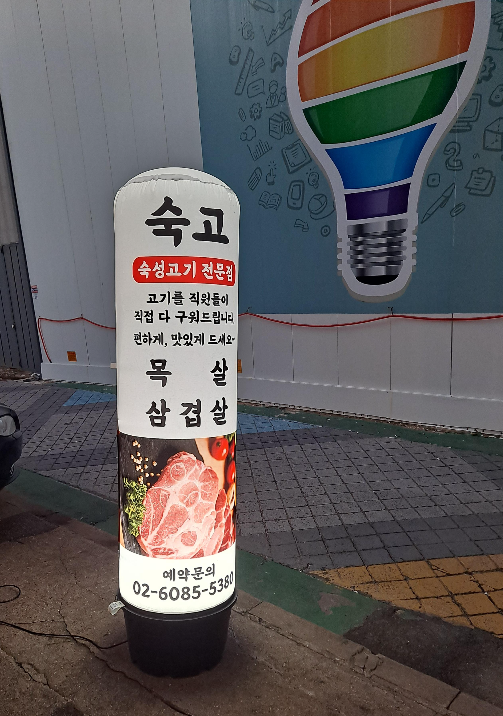 숙고
숙성고기 전문점
고기를 직원들이
직접 다 구워드립니다
편하게, 맛있게 드세요~
목 살
삼겹살
예약문의
02-6085-5380